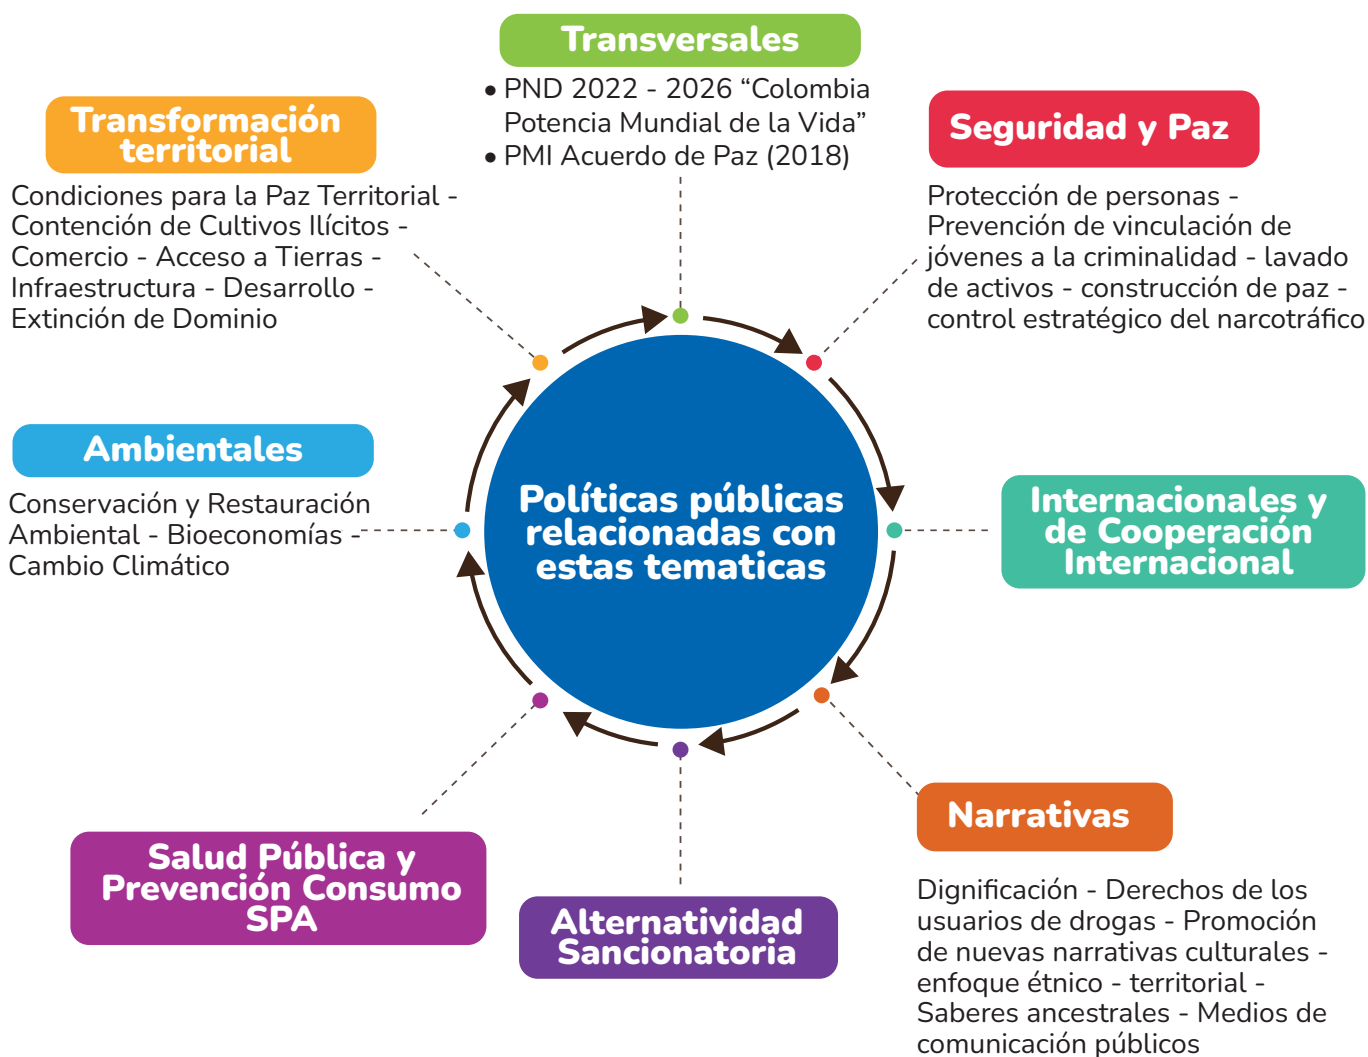 Transversales
• PND 2022 - 2026 “Colombia
Potencia Mundial de la Vida”
• PMI Acuerdo de Paz (2018)
Seguridad y Paz
Protección de personas -
Prevención de vinculación de
jóvenes a la criminalidad - lavado
de activos - construcción de paz -
control estratégico del narcotráfico
Internacionales y
de Cooperación
Internacional
Narrativas
Dignificación - Derechos de los
usuarios de drogas - Promoción
de nuevas narrativas culturales -
enfoque étnico - territorial -
Saberes ancestrales - Medios de
comunicación públicos
Alternatividad
Sancionatoria
Salud Pública y
Prevención Consumo
SPA
Ambientales
Conservación y Restauración
Ambiental - Bioeconomías -
Cambio Climático
Transformación
territorial
Condiciones para la Paz Territorial -
Contención de Cultivos Ilícitos -
Comercio - Acceso a Tierras -
Infraestructura - Desarrollo -
Extinción de Dominio
Políticas públicas
relacionadas con
estas tematicas